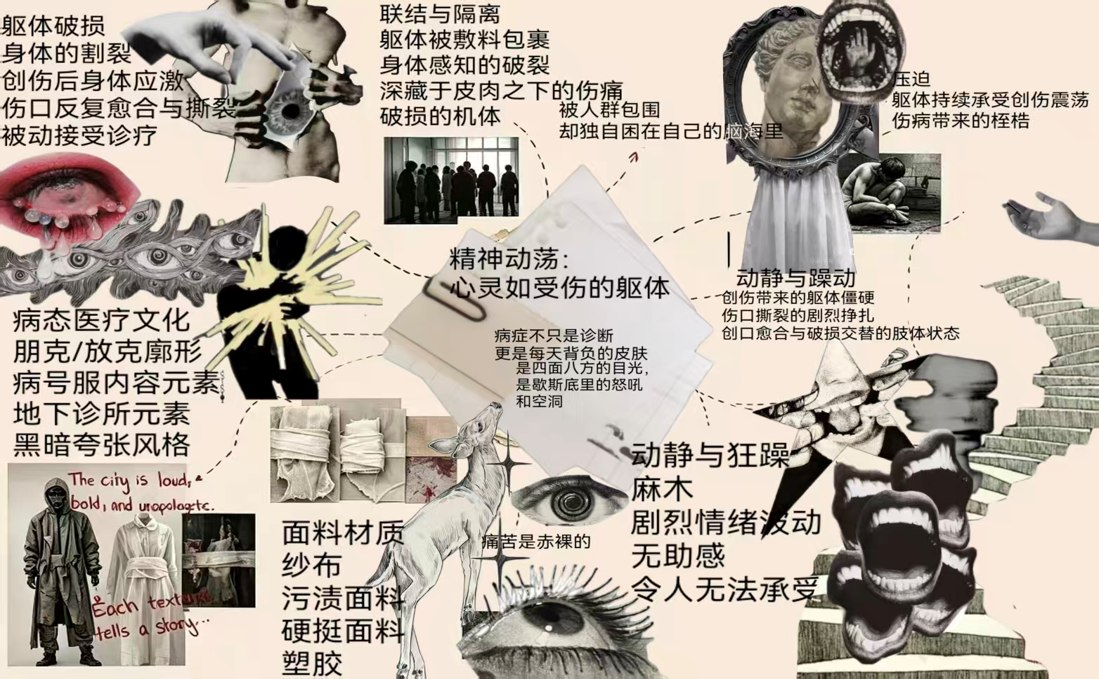 躯体破损
身体的割裂
创伤后身体应激
伤口反复愈合与撕裂
被动接受诊疗
联结与隔离
躯体被敷料包裹
身体感知的破裂
深藏于皮肉之下的伤痛
破损的机体
被人群包围
却独自困在自己的脑海里
压迫
躯体持续承受创伤震荡
伤病带来的桎梏
精神动荡：
心灵如受伤的躯体
病症不只是诊断
更是每天背负的皮肤
是四面八方的目光，
是歇斯底里的怒吼
和空洞
动静与躁动
创伤带来的躯体僵硬
伤口撕裂的剧烈挣扎
创口愈合与破损交替的肢体状态
病态医疗文化
朋克/放克廓形
病号服内容元素
地下诊所元素
黑暗夸张风格
The city is loud,
bold, and unapologetc.
Each texture
tells a story...
面料材质
纱布
污渍面料
硬挺面料
塑胶
痛苦是赤裸的
动静与狂躁
麻木
剧烈情绪波动
无助感
令人无法承受